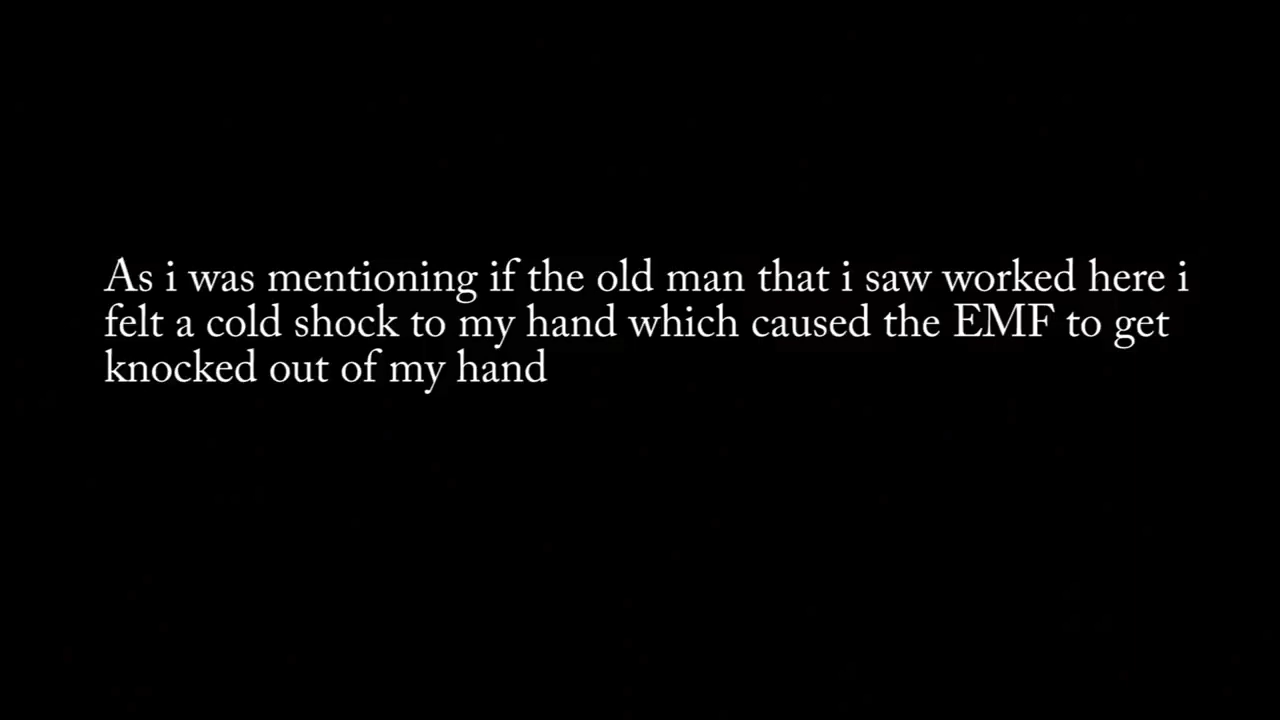 As i was mentioning if the old man that i saw worked here i
felt a cold shock to my hand which caused the EMF to get
knocked out of my hand